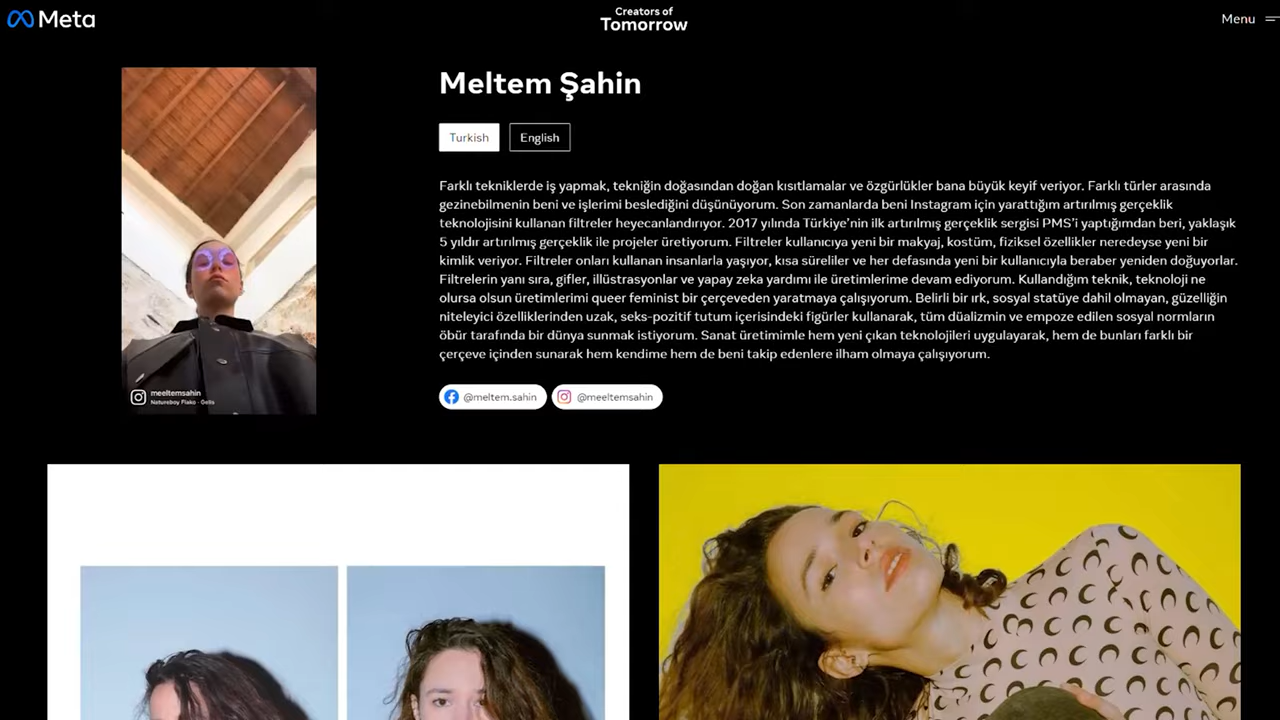 Meta
Creators of
Tomorrow
Menu
Meltem Şahin
Turkish
English
Farklı tekniklerde iş yapmak, tekniğin doğasından doğan kısıtlamalar ve özgürlükler bana büyük keyif veriyor. Farklı türler arasında
gezinebilmenin beni ve işlerimi beslediğini düşünüyorum. Son zamanlarda beni Instagram için yarattığım artırılmış gerçeklik
teknolojisini kullanan filtreler heyecanlandırıyor. 2017 yılında Türkiye'nin ilk artırılmış gerçeklik sergisi PMS'i yaptığımdan beri, yaklaşık
5 yıldır artırılmış gerçeklik ile projeler üretiyorum. Filtreler kullanıcıya yeni bir makyaj, kostüm, fiziksel özellikler neredeyse yeni bir
kimlik veriyor. Filtreler onları kullanan insanlarla yaşıyor, kısa süreliler ve her defasında yeni bir kullanıcıyla beraber yeniden doğuyorlar.
Filtrelerin yanı sıra, gifler, illüstrasyonlar ve yapay zeka yardımı ile üretimlerime devam ediyorum. Kullandığım teknik, teknoloji ne
olursa olsun üretimlerimi queer feminist bir çerçeveden yaratmaya çalışıyorum. Belirli bir ırk, sosyal statüye dahil olmayan, güzelliğin
niteleyici özelliklerinden uzak, seks-pozitif tutum içerisindeki figürler kullanarak, tüm düalizmin ve empoze edilen sosyal normların
öbür tarafında bir dünya sunmak istiyorum. Sanat üretimimle hem yeni çıkan teknolojileri uygulayarak, hem de bunları farklı bir
çerçeve içinden sunarak hem kendime hem de beni takip edenlere ilham olmaya çalışıyorum.
@meltem.sahin
@meeltemsahin
meeltemsahin
Natureboy Flako · Gelis